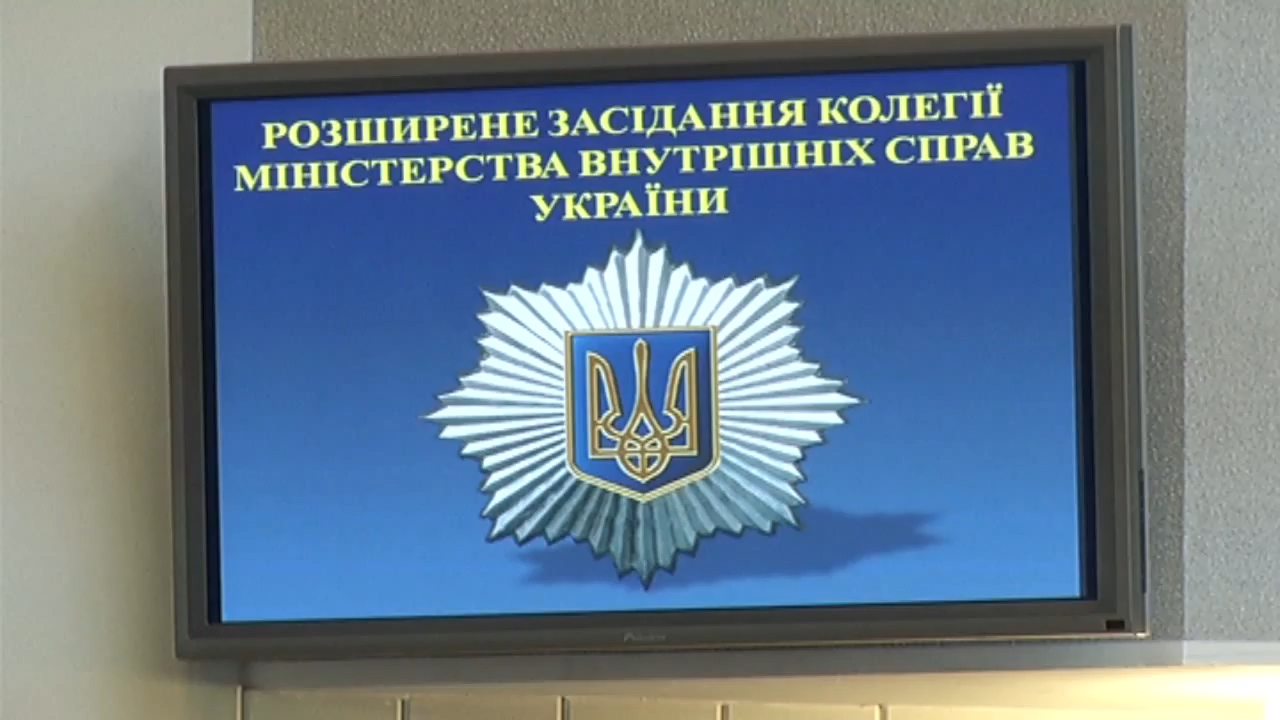 РОЗШИРЕНЕ ЗАСІДАННЯ КОЛЕГІЇ
МІНІСТЕРСТВА ВНУТРІШНІХ СПРАВ
УКРАЇНИ